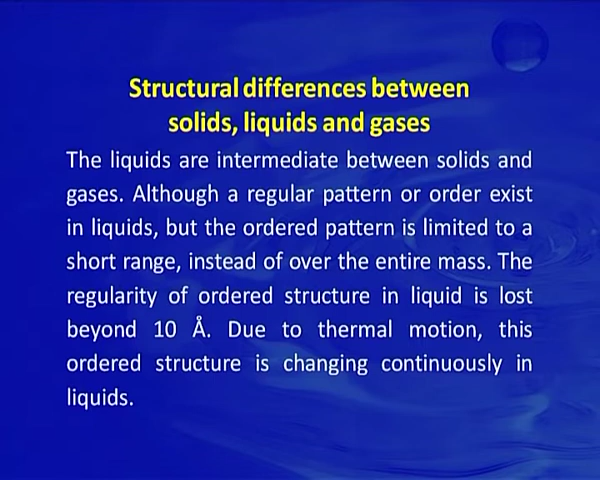 Structural differences between
solids, liquids and gases
The liquids are intermediate between solids and
gases. Although a regular pattern or order exist
in liquids, but the ordered pattern is limited to a
short range, instead of over the entire mass. The
regularity of ordered structure in liquid is lost
beyond 10 Å. Due to thermal motion, this
ordered structure is changing continuously in
liquids.